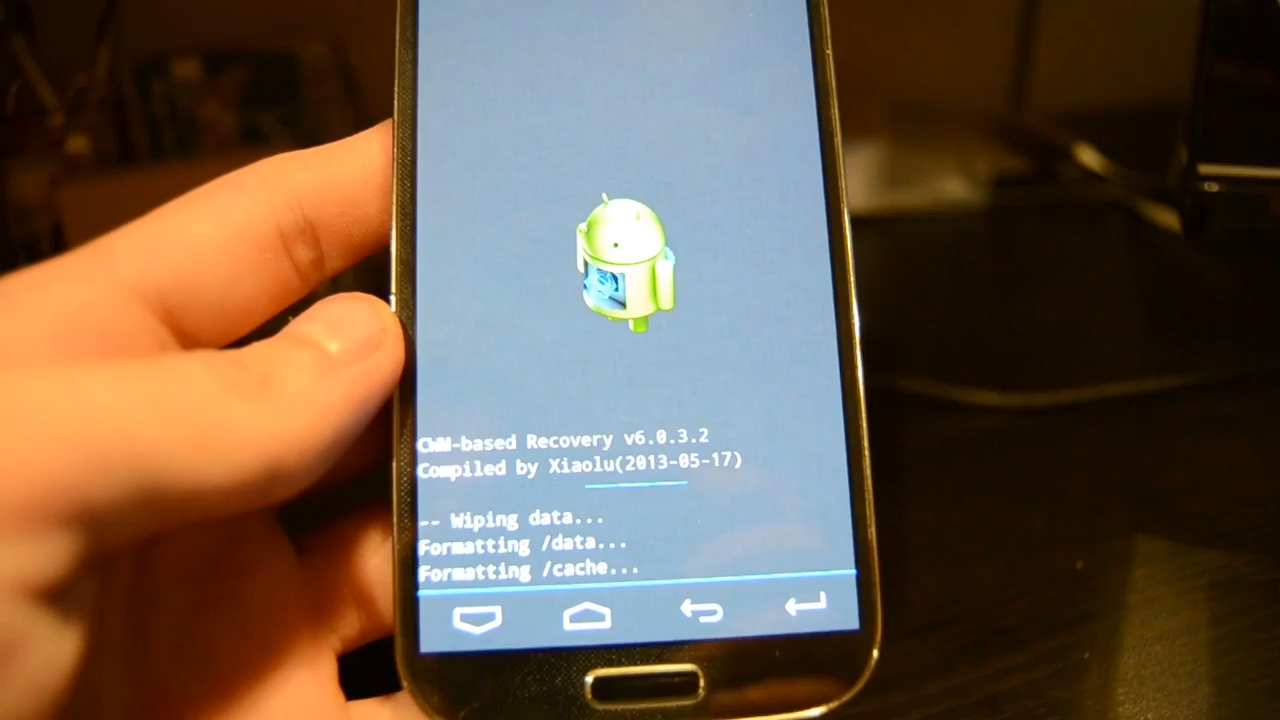 CWM-based Recovery v6.0.3.2
Compiled by Xiaolu(2013-05-17)
-- Wiping data...
Formatting /data...
Formatting /cache...